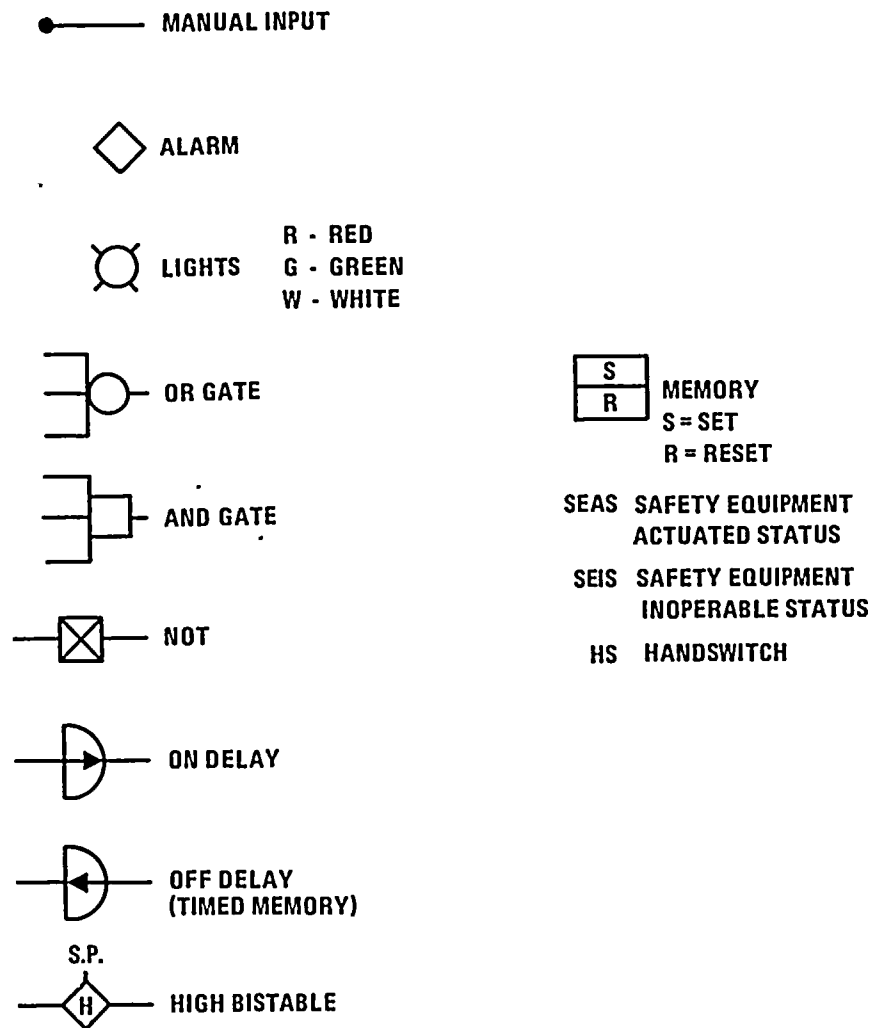 MANUAL INPUT
ALARM
LIGHTS
R - RED
G - GREEN
W - WHITE
OR GATE
AND GATE
NOT
ON DELAY
OFF DELAY
(TIMED MEMORY)
S.P.
H
HIGH BISTABLE
S
R
MEMORY
S = SET
R = RESET
SEAS SAFETY EQUIPMENT
ACTUATED STATUS
SEIS SAFETY EQUIPMENT
INOPERABLE STATUS
HS HANDSWITCH